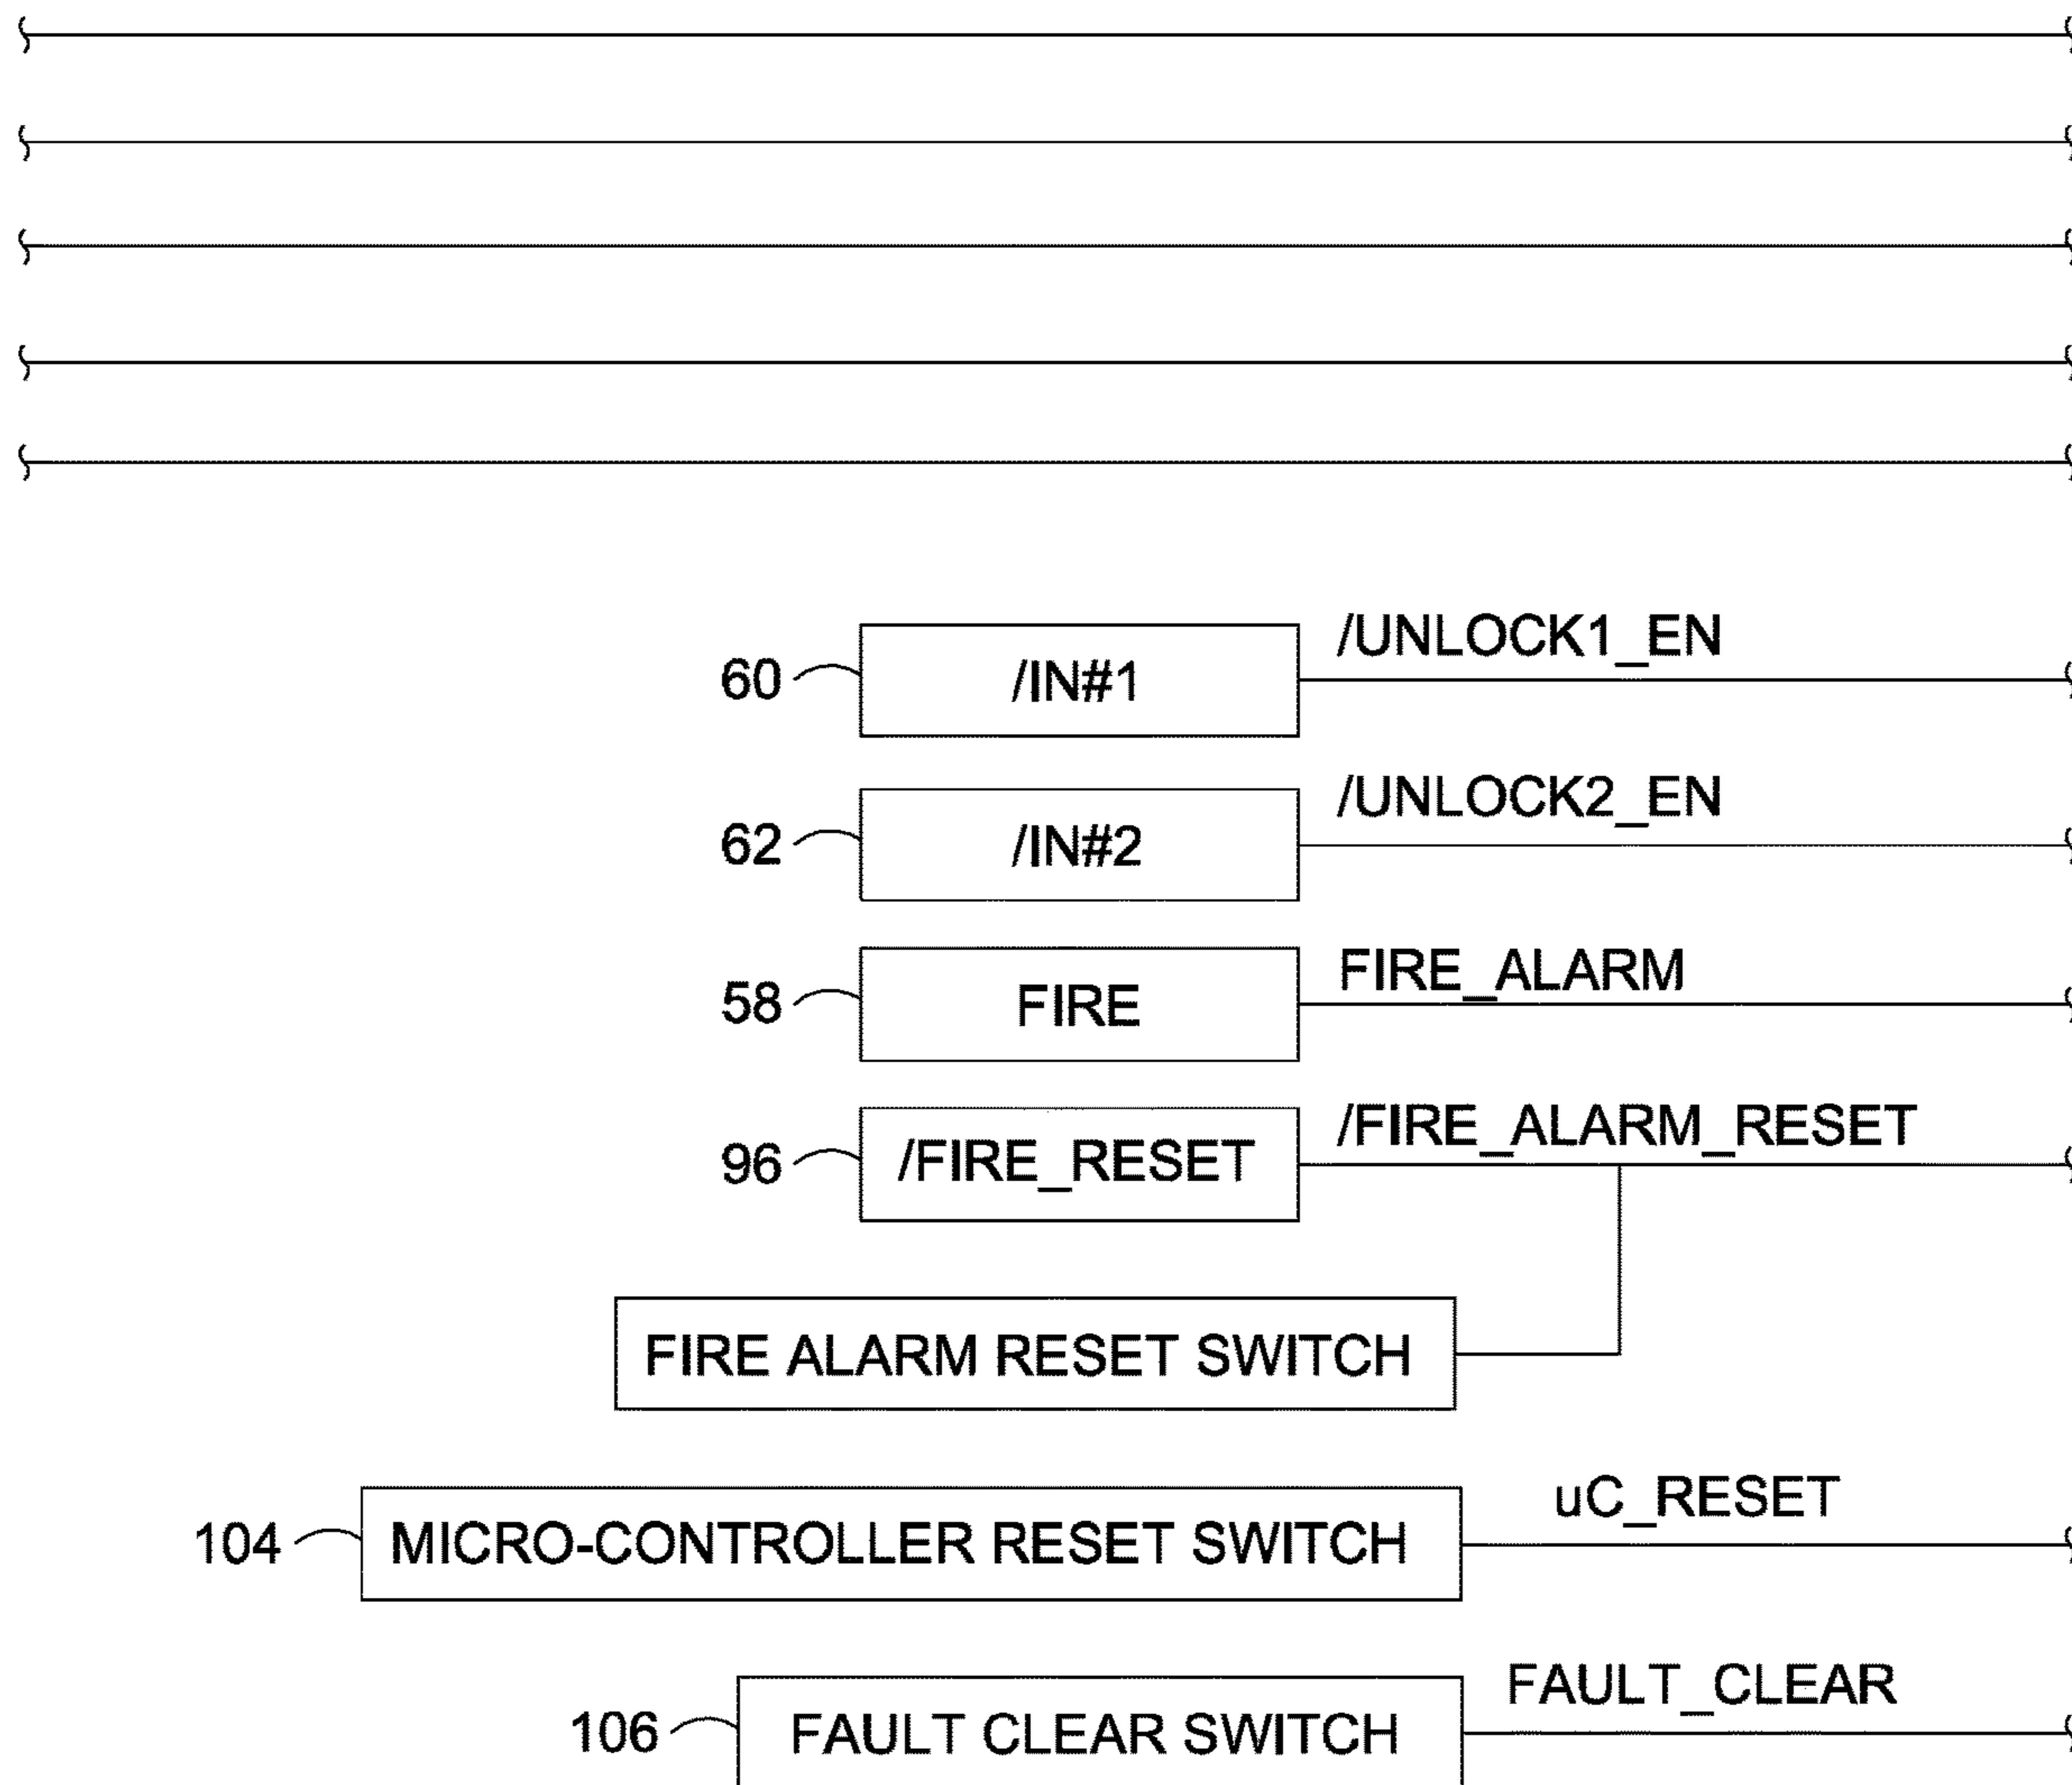 /UNLOCK1_EN
60 /IN#1
/UNLOCK2_EN
62 /IN#2
FIRE_ALARM
58 FIRE
/FIRE_ALARM_RESET
96 /FIRE_RESET
FIRE ALARM RESET SWITCH
uC_RESET
104 MICRO-CONTROLLER RESET SWITCH
FAULT_CLEAR
106 FAULT CLEAR SWITCH